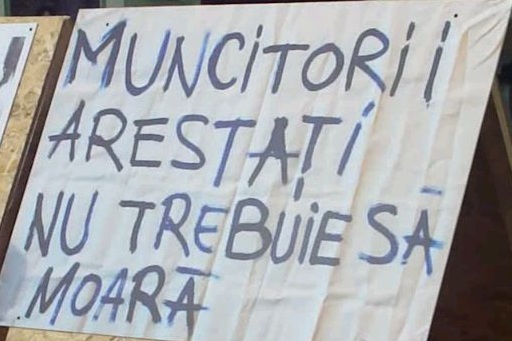 MUNCITORII
ARESTAȚI
NU TREBUIE SĂ
MOARĂ